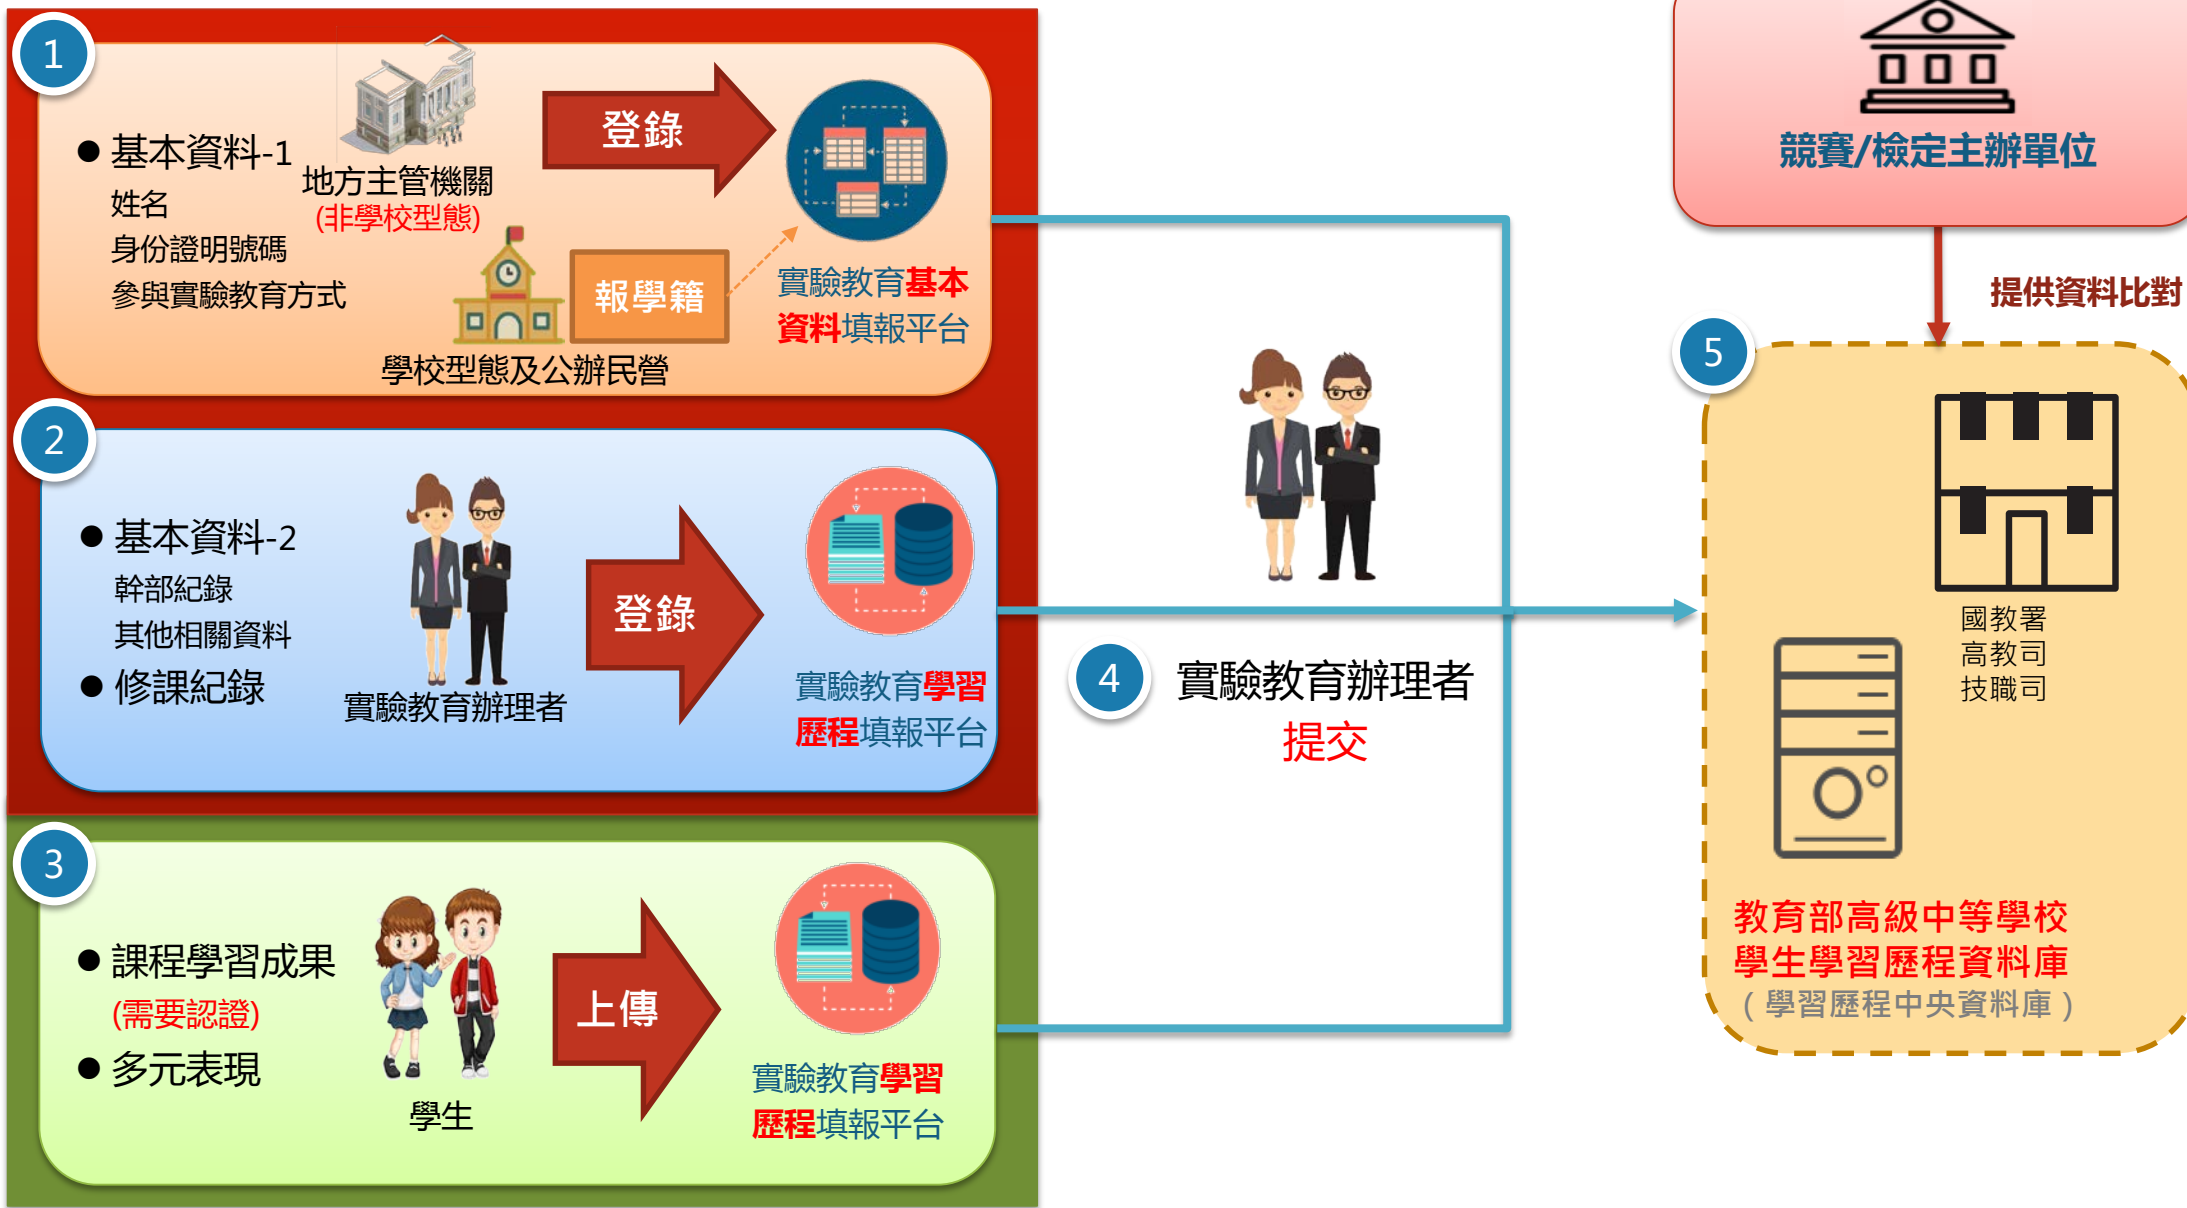 1
● 基本資料-1
姓名
身份證明號碼
參與實驗教育方式
地方主管機關
(非學校型態)
登錄
報學籍
學校型態及公辦民營
實驗教育基本
資料填報平台
2
● 基本資料-2
幹部紀錄
其他相關資料
● 修課紀錄
實驗教育辦理者
登錄
實驗教育學習
歷程填報平台
3
● 課程學習成果
(需要認證)
● 多元表現
學生
上傳
實驗教育學習
歷程填報平台
4
實驗教育辦理者
提交
競賽/檢定主辦單位
提供資料比對
5
國教署
高教司
技職司
教育部高級中等學校
學生學習歷程資料庫
(學習歷程中央資料庫)